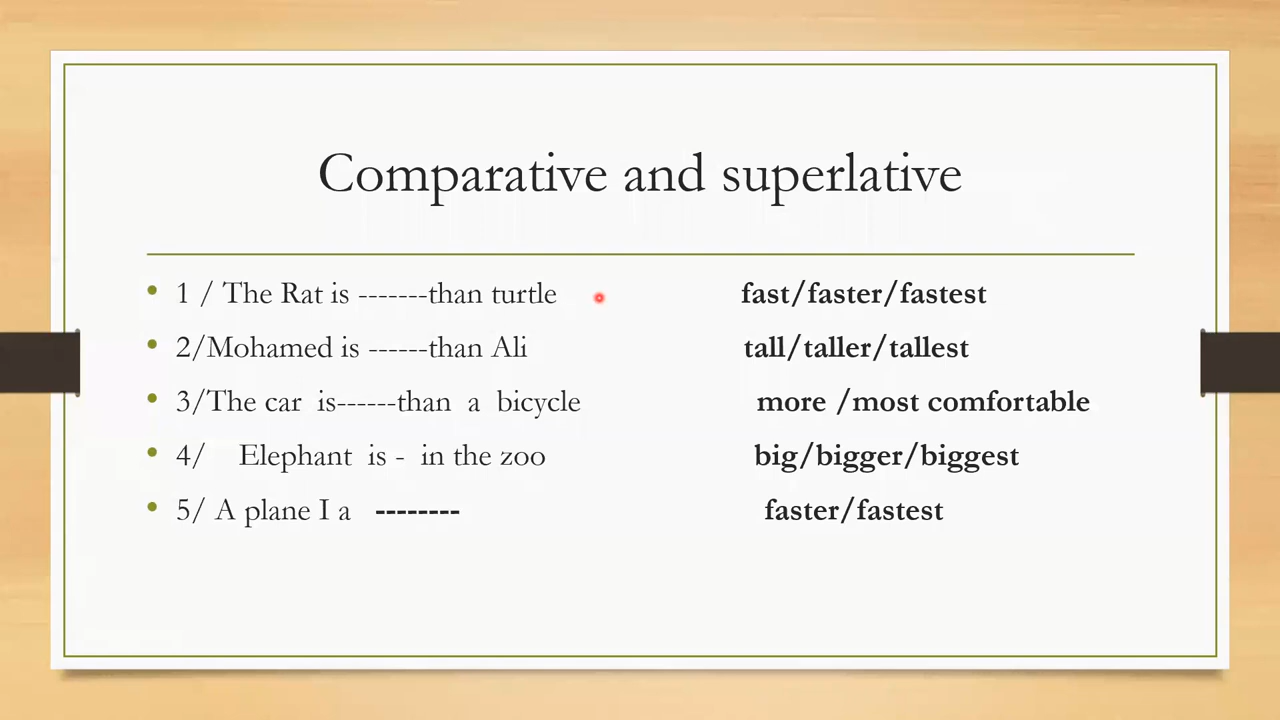 Comparative and superlative
• 1 / The Rat is -------than turtle fast/faster/fastest
• 2/Mohamed is ------than Ali tall/taller/tallest
• 3/The car is------than a bicycle more /most comfortable
• 4/ Elephant is - in the zoo big/bigger/biggest
• 5/ A plane I a -------- faster/fastest